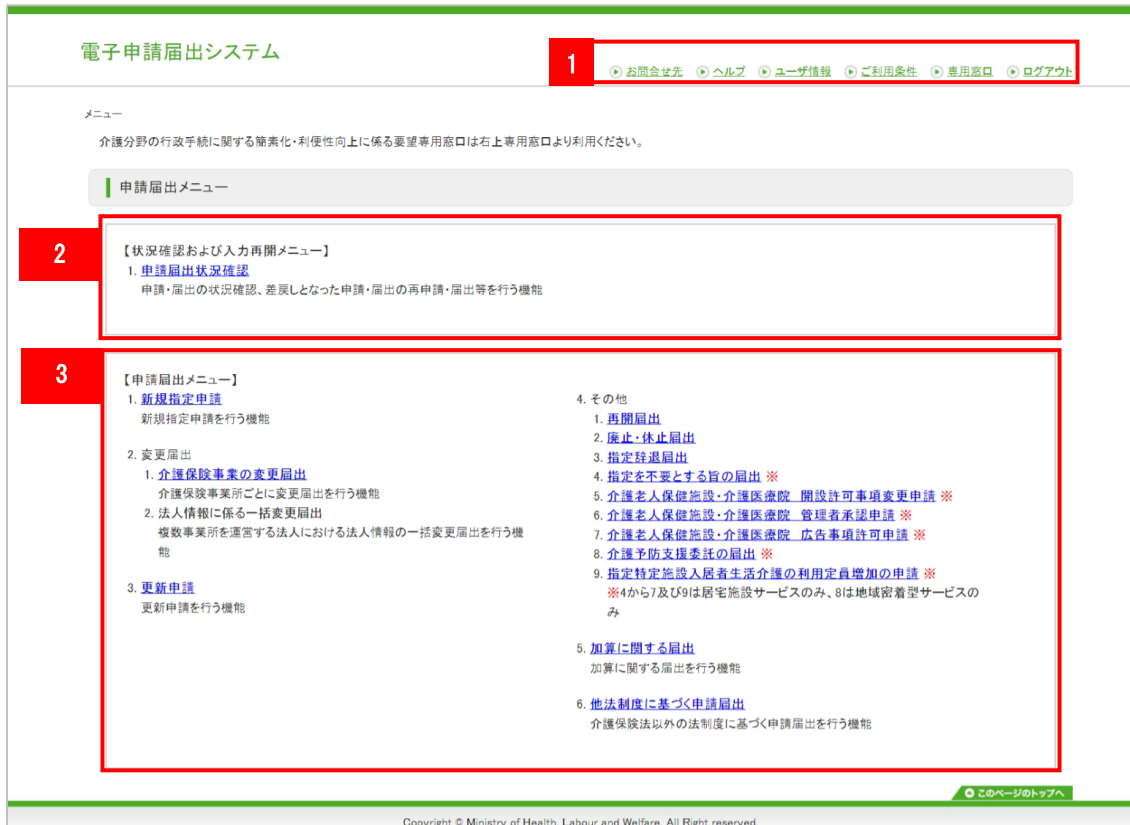 電子申請届出システム
1
お問合せ先 ヘルプ ユーザ情報 ご利用条件 専用窓口 ログアウト
メニュー
介護分野の行政手続に関する簡素化・利便性向上に係る要望専用窓口は右上専用窓口より利用ください。
申請届出メニュー
2
【状況確認および入力再開メニュー】
1. 申請届出状況確認
申請・届出の状況確認、差戻しとなった申請・届出の再申請・届出等を行う機能
3
【申請届出メニュー】
1. 新規指定申請
新規指定申請を行う機能
2. 変更届出
1. 介護保険事業の変更届出
介護保険事業所ごとに変更届出を行う機能
2. 法人情報に係る一括変更届出
複数事業所を運営する法人における法人情報の一括変更届出を行う機
能
3. 更新申請
更新申請を行う機能
4. その他
1. 再開届出
2. 廃止・休止届出
3. 指定辞退届出
4. 指定を不要とする旨の届出 ※
5. 介護老人保健施設・介護医療院 開設許可事項変更申請 ※
6. 介護老人保健施設・介護医療院 管理者承認申請 ※
7. 介護老人保健施設・介護医療院 広告事項許可申請 ※
8. 介護予防支援委託の届出 ※
9. 指定特定施設入居者生活介護の利用定員増加の申請 ※
※4から7及び9は居宅施設サービスのみ、8は地域密着型サービスの
み
5. 加算に関する届出
加算に関する届出を行う機能
6. 他法制度に基づく申請届出
介護保険法以外の法制度に基づく申請届出を行う機能
このページのトップへ
Copyright © Ministry of Health, Labour and Welfare, All Right reserved.